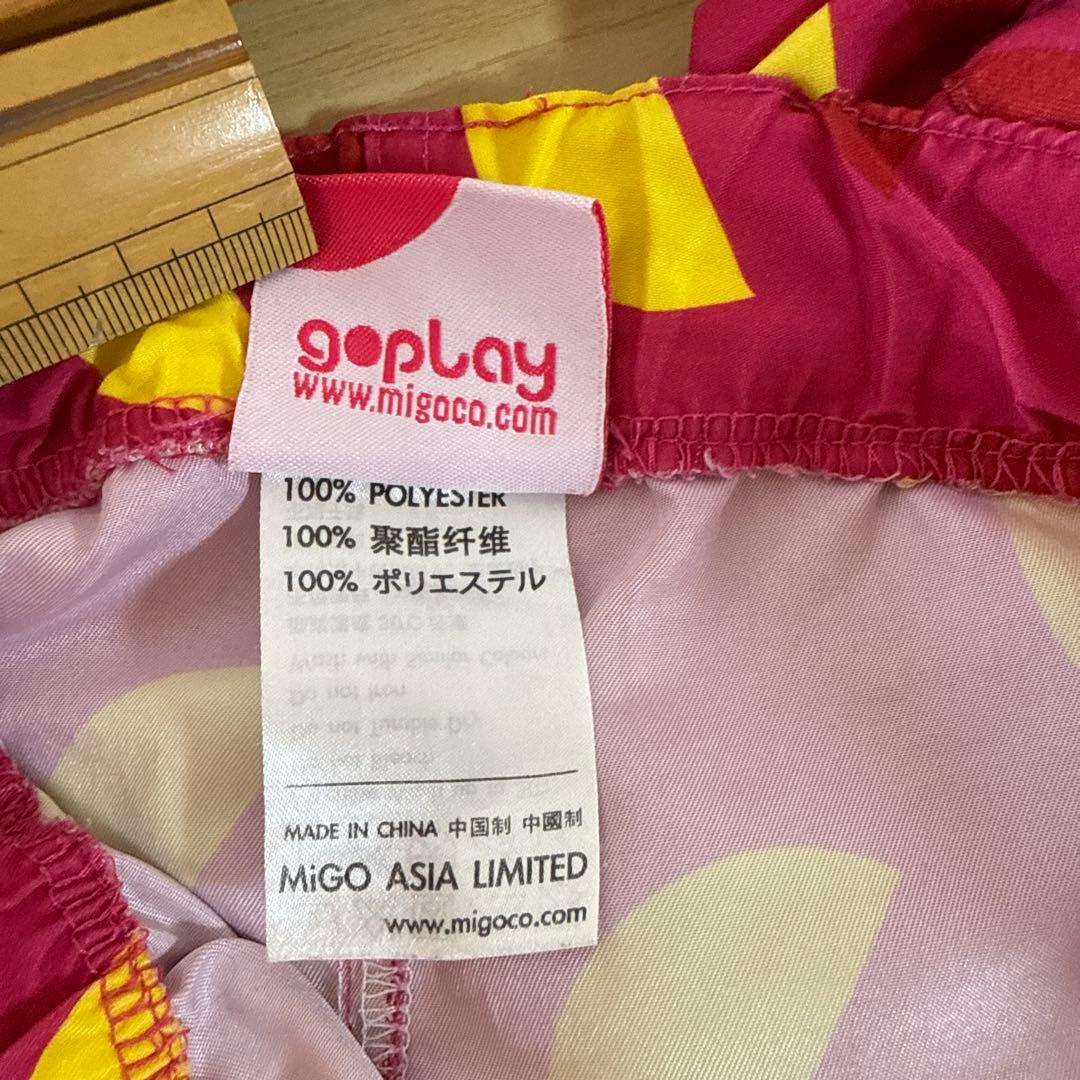 goplay
www.migoco.com
100% POLYESTER
100% 聚酯纤维
100% ポリエステル
MADE IN CHINA 中国制 中國制
MiGO ASIA LIMITED
www.migoco.com